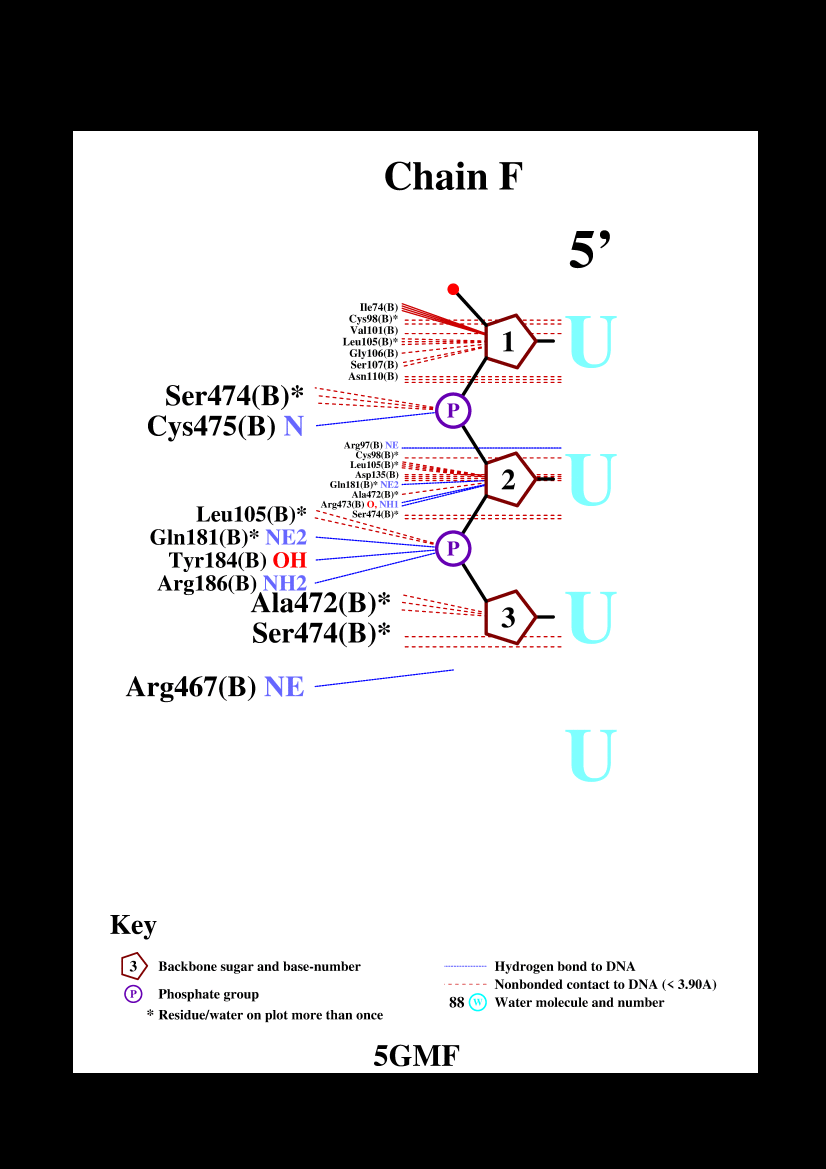 Chain F
5’
Ile74(B)
Cys98(B)*
Val101(B)
Leu105(B)*
Gly106(B)
Ser107(B)
Asn110(B)
1
U
Ser474(B)*
Cys475(B) N
P
Arg97(B) NE
Cys98(B)*
Leu105(B)*
Asp135(B)
Gln181(B)* NE2
Ala472(B)*
Arg473(B) O, NH1
Ser474(B)*
2
U
Leu105(B)*
Gln181(B)* NE2
Tyr184(B) OH
Arg186(B) NH2
P
Ala472(B)*
Ser474(B)*
3
U
Arg467(B) NE
U
Key
3 Backbone sugar and base-number
P Phosphate group
* Residue/water on plot more than once
Hydrogen bond to DNA
Nonbonded contact to DNA (< 3.90A)
88 W Water molecule and number
5GMF